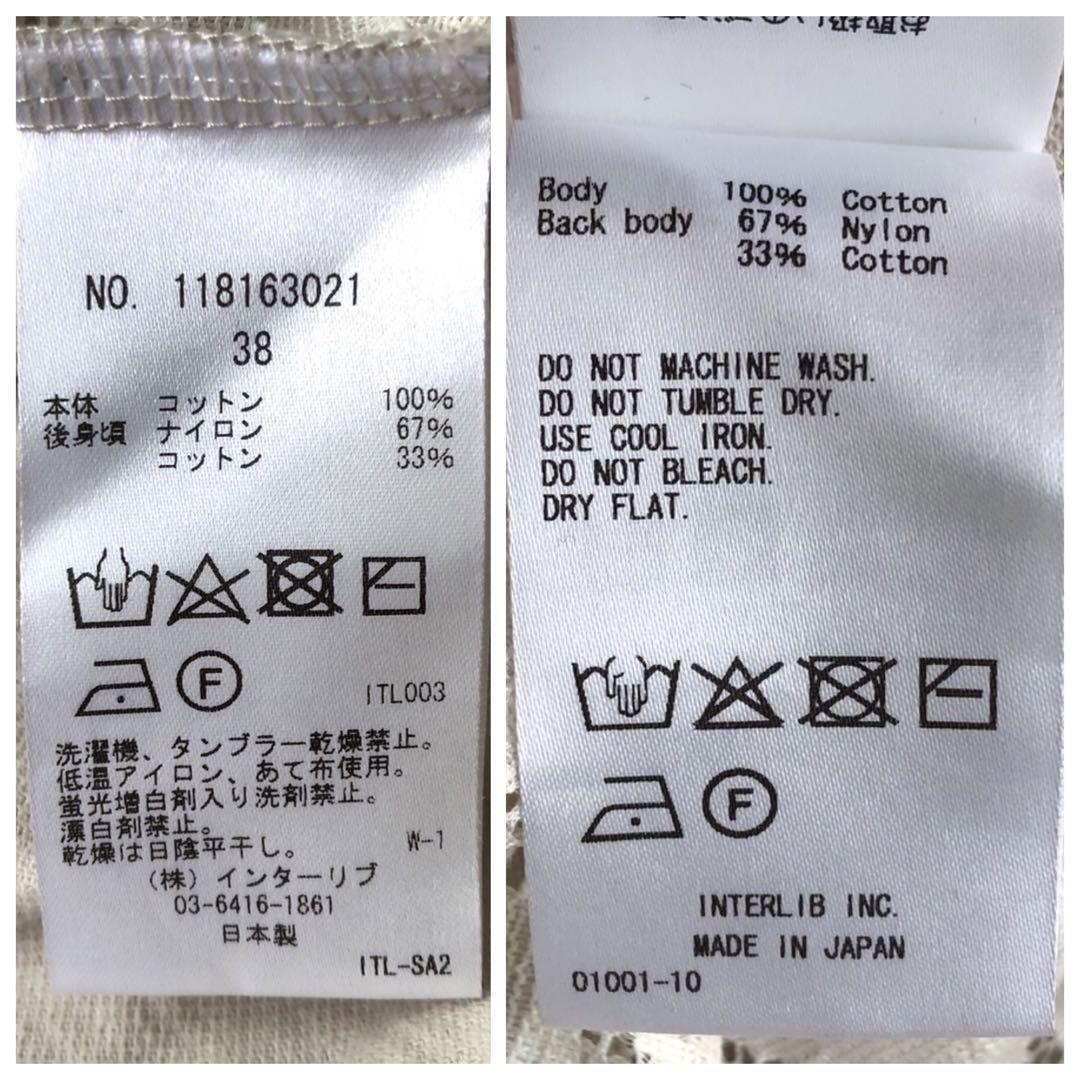 NO. 118163021
38
本体 コットン 100%
後身頃 ナイロン 67%
コットン 33%
F
ITL003
洗濯機、タンブラー乾燥禁止。
低温アイロン、あて布使用。
蛍光増白剤入り洗剤禁止。
漂白剤禁止。
乾燥は日陰平干し。
W-1
（株）インターリブ
03-6416-1861
日本製
ITL-SA2
Body 100% Cotton
Back body 67% Nylon
33% Cotton
DO NOT MACHINE WASH.
DO NOT TUMBLE DRY.
USE COOL IRON.
DO NOT BLEACH.
DRY FLAT.
F
INTERLIB INC.
MADE IN JAPAN
01001-10